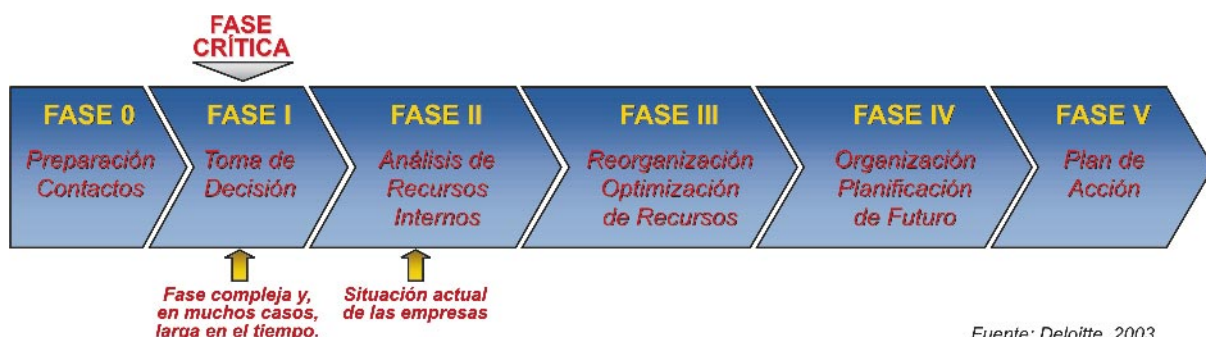 FASE
CRÍTICA
FASE 0
Preparación
Contactos
FASE I
Toma de
Decisión
FASE II
Análisis de
Recursos
Internos
FASE III
Reorganización
Optimización
de Recursos
FASE IV
Organización
Planificación
de Futuro
FASE V
Plan de
Acción
Fase compleja y,
en muchos casos,
larga en el tiempo.
Situación actual
de las empresas
Fuente: Deloitte, 2003